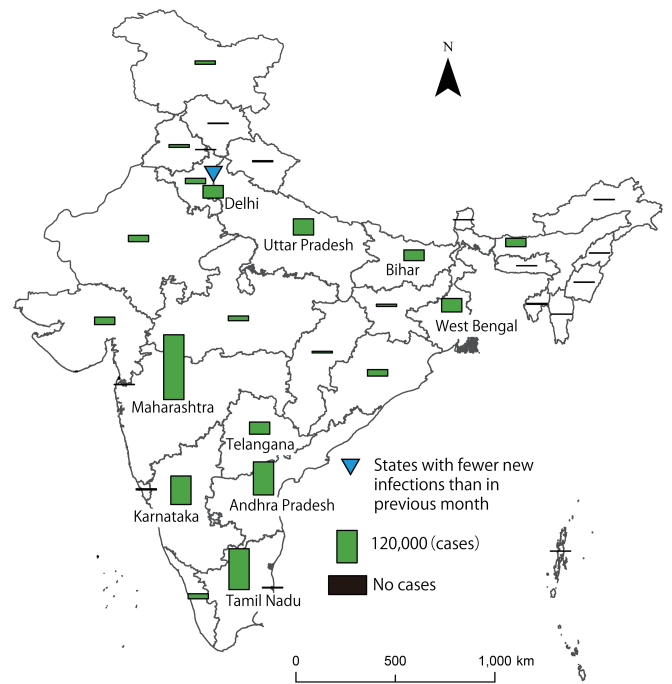 N
Delhi
Uttar Pradesh
Bihar
West Bengal
Maharashtra
Telangana
Andhra Pradesh
Karnataka
Tamil Nadu
States with fewer new
infections than in
previous month
120,000 (cases)
No cases
0 500 1,000 km